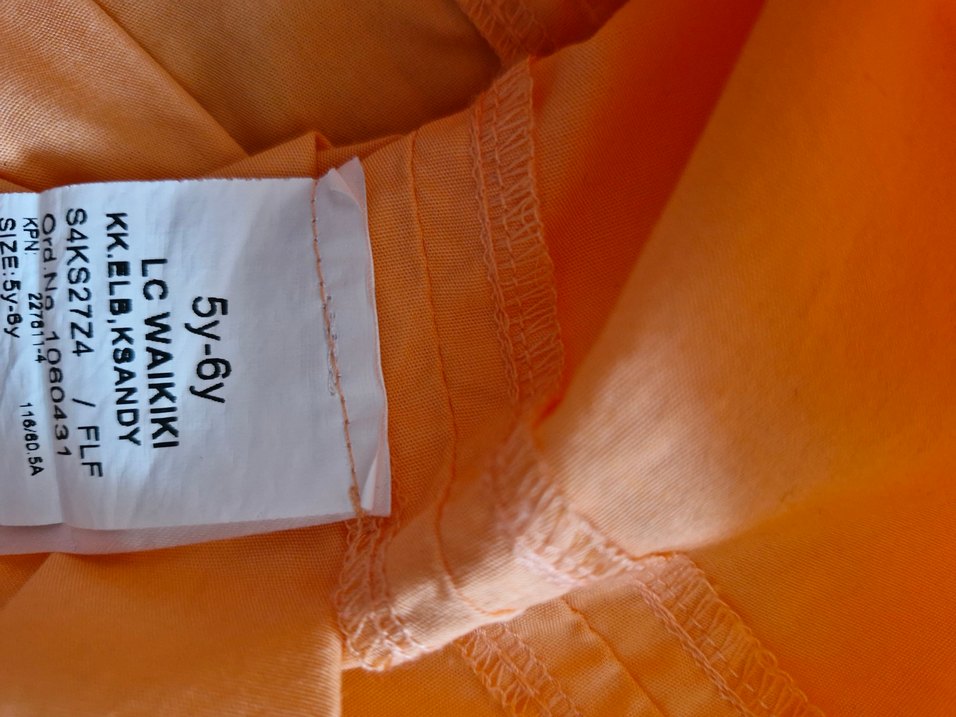 5y-6y
LC WAIKIKI
KK.ELB,KSANDY
S4KS27Z4 / FLF
Ord.No 1060431
KPN: 227611-4
SIZE:5y-6y 116/60.5A